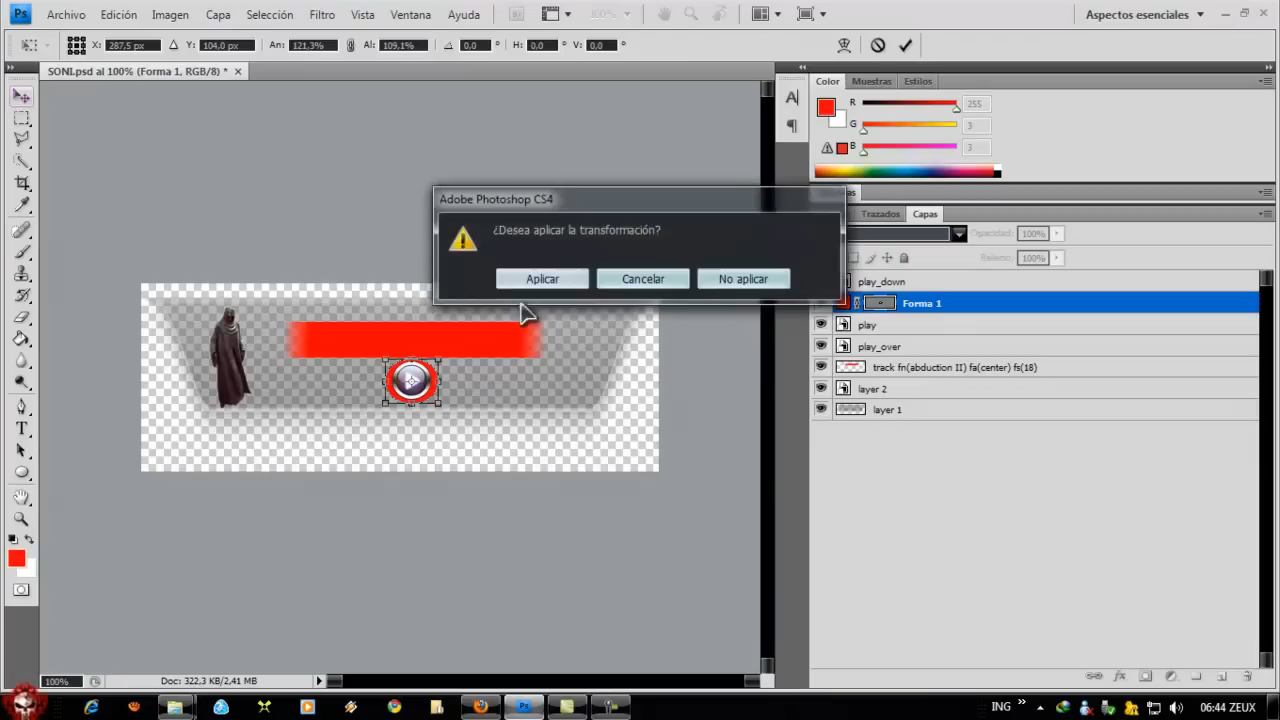 Ps Archivo Edición Imagen Capa Selección Filtro Vista Ventana Ayuda Br 100% Aspectos esenciales
X: 287,5 px Y: 104,0 px An: 121,3% Al: 109,1% 0,0 ° H: 0,0 ° V: 0,0 °
SONI.psd al 100% (Forma 1, RGB/8) * x
Color Muestras Estilos
R 255
G 3
B 3
Adobe Photoshop CS4
¿Desea aplicar la transformación?
Aplicar Cancelar No aplicar
Trazados Capas
Opacidad: 100%
Relleno: 100%
play_down
Forma 1
play
play_over
track fn(abduction II) fa(center) fs(18)
layer 2
layer 1
100% Doc: 322,3 KB/2,41 MB
fx
ING 06:44 ZEUX